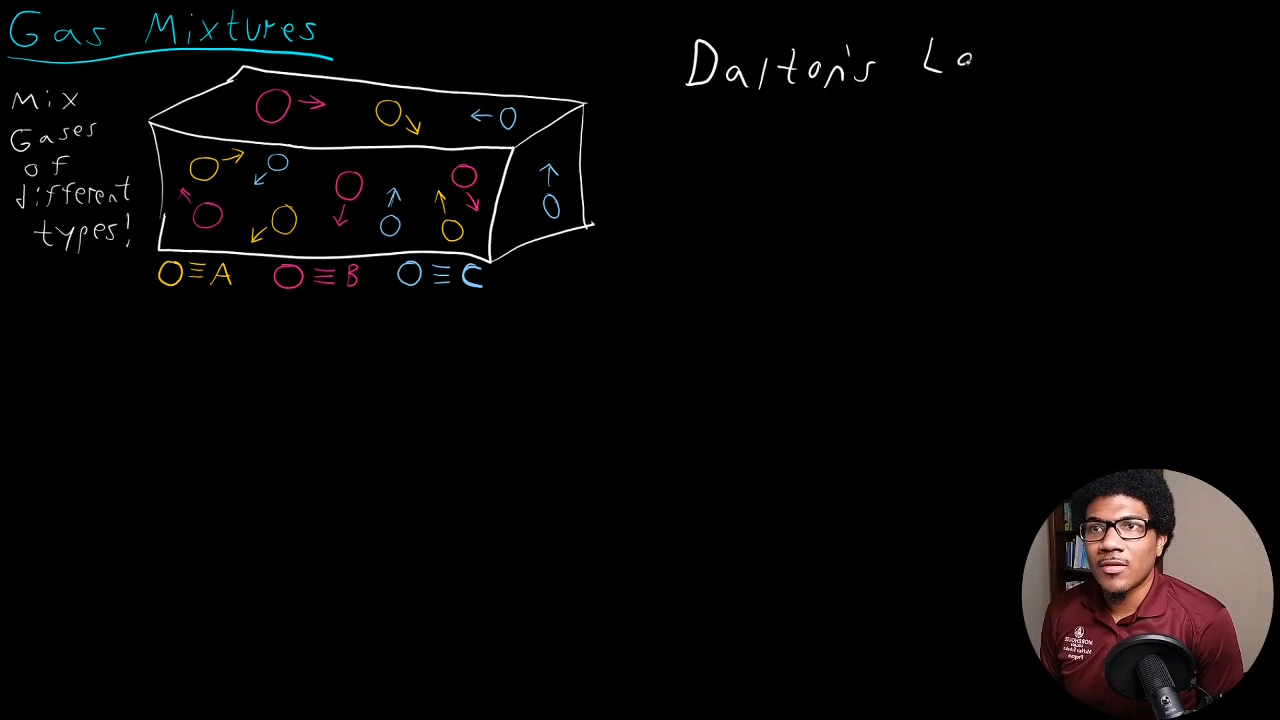 Gas Mixtures
Mix
Gases
of
different
types!
O≡A O≡B O≡C
Dalton's La